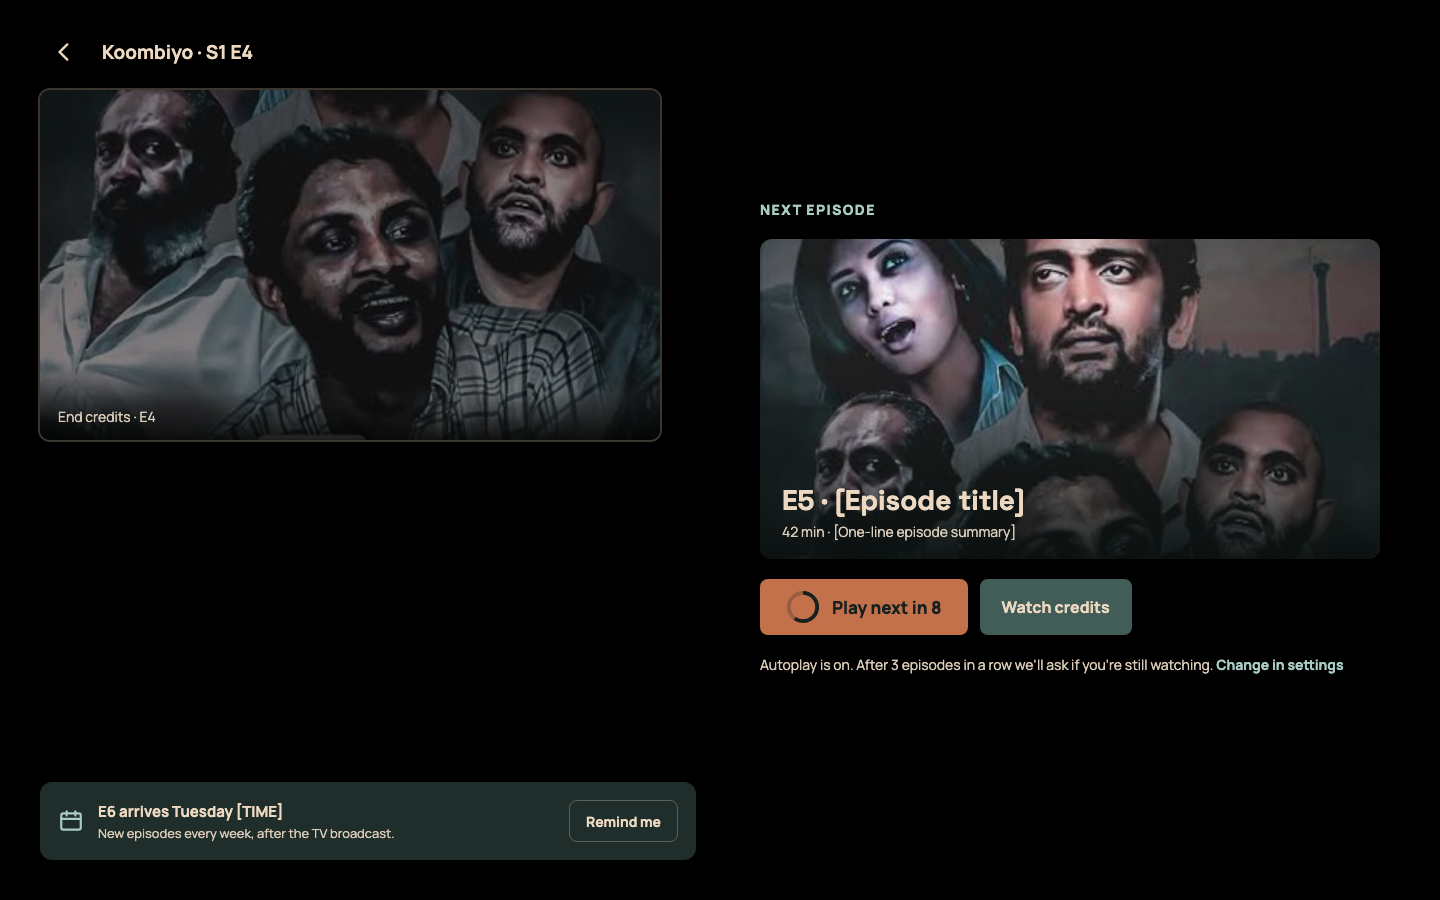 Koombiyo · S1 E4
End credits · E4
NEXT EPISODE
E5 · [Episode title]
42 min · [One-line episode summary]
Play next in 8
Watch credits
Autoplay is on. After 3 episodes in a row we'll ask if you're still watching. Change in settings
E6 arrives Tuesday [TIME]
New episodes every week, after the TV broadcast.
Remind me